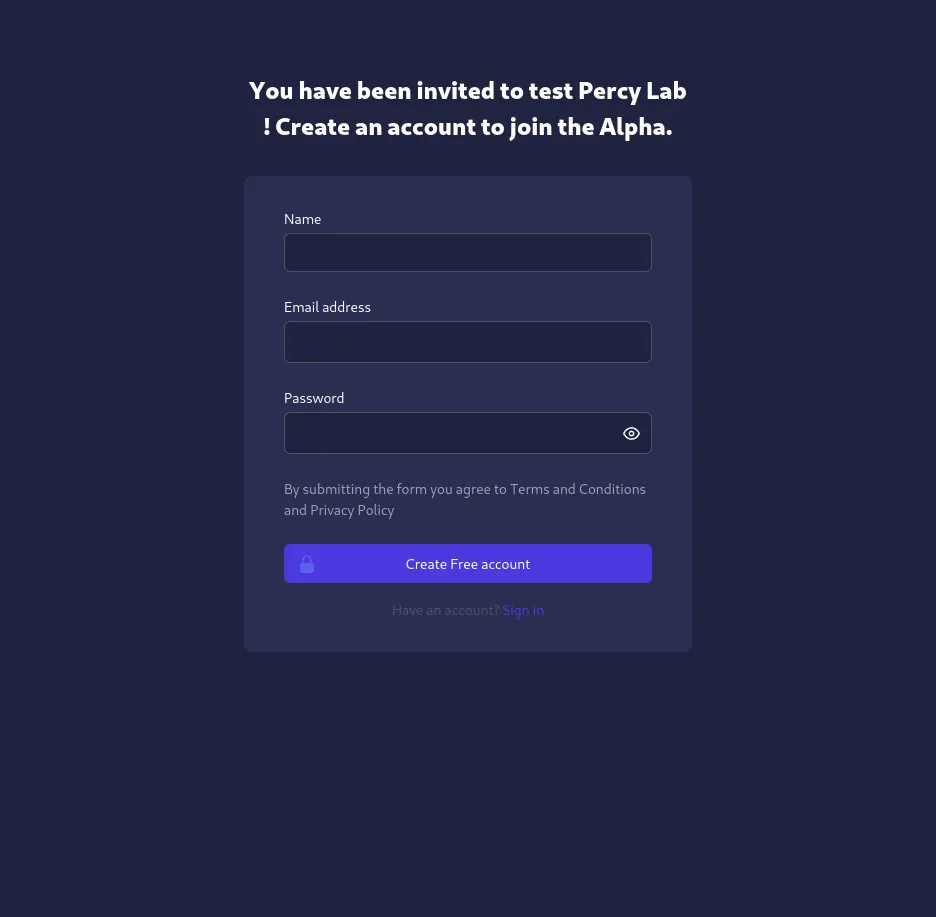 You have been invited to test Percy Lab
! Create an account to join the Alpha.
Name
Email address
Password
By submitting the form you agree to Terms and Conditions
and Privacy Policy
Create Free account
Have an account? Sign in